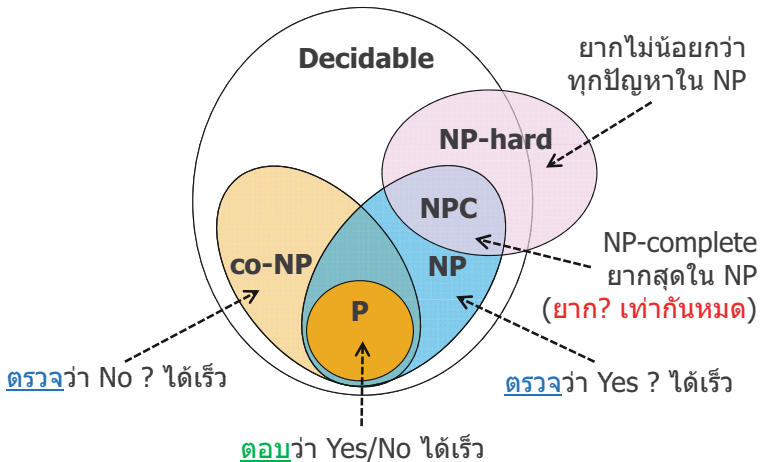 Decidable
ยากไม่น้อยกว่า
ทุกปัญหาใน NP
NP-hard
NPC
co-NP
NP
NP-complete
ยากสุดใน NP
(ยาก? เท่ากันหมด)
P
ตรวจว่า No ? ได้เร็ว
ตรวจว่า Yes ? ได้เร็ว
ตอบว่า Yes/No ได้เร็ว